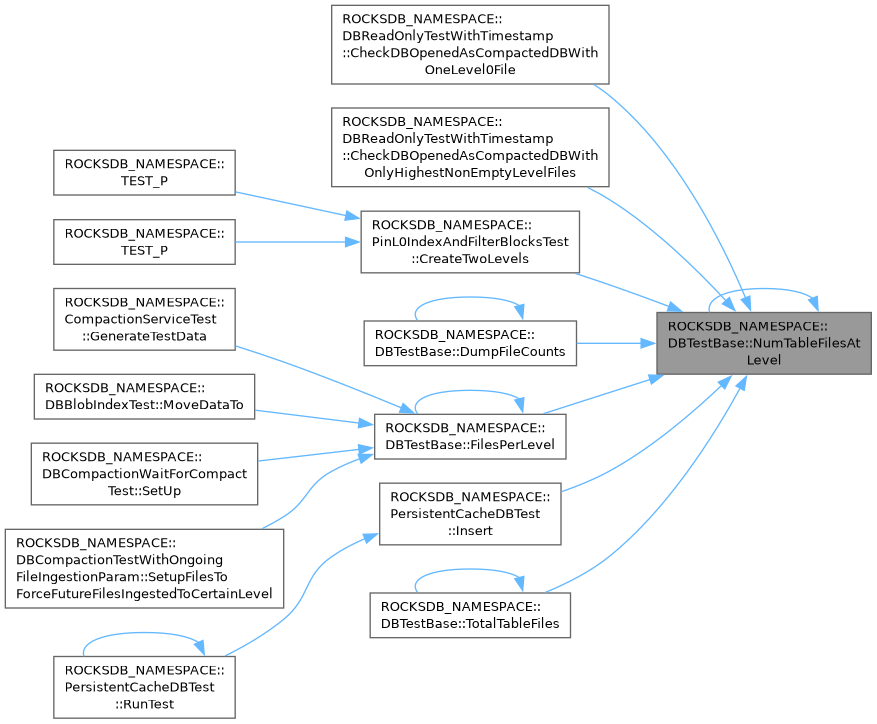 ROCKSDB_NAMESPACE::
DBReadOnlyTestWithTimestamp
::CheckDBOpenedAsCompactedDBWith
OneLevel0File
ROCKSDB_NAMESPACE::
DBReadOnlyTestWithTimestamp
::CheckDBOpenedAsCompactedDBWith
OnlyHighestNonEmptyLevelFiles
ROCKSDB_NAMESPACE::
TEST_P
ROCKSDB_NAMESPACE::
TEST_P
ROCKSDB_NAMESPACE::
PinL0IndexAndFilterBlocksTest
::CreateTwoLevels
ROCKSDB_NAMESPACE::
CompactionServiceTest
::GenerateTestData
ROCKSDB_NAMESPACE::
DBTestBase::DumpFileCounts
ROCKSDB_NAMESPACE::
DBTestBase::NumTableFilesAt
Level
ROCKSDB_NAMESPACE::
DBBlobIndexTest::MoveDataTo
ROCKSDB_NAMESPACE::
DBTestBase::FilesPerLevel
ROCKSDB_NAMESPACE::
DBCompactionWaitForCompact
Test::SetUp
ROCKSDB_NAMESPACE::
PersistentCacheDBTest
::Insert
ROCKSDB_NAMESPACE::
DBCompactionTestWithOngoing
FileIngestionParam::SetupFilesTo
ForceFutureFilesIngestedToCertainLevel
ROCKSDB_NAMESPACE::
DBTestBase::TotalTableFiles
ROCKSDB_NAMESPACE::
PersistentCacheDBTest
::RunTest